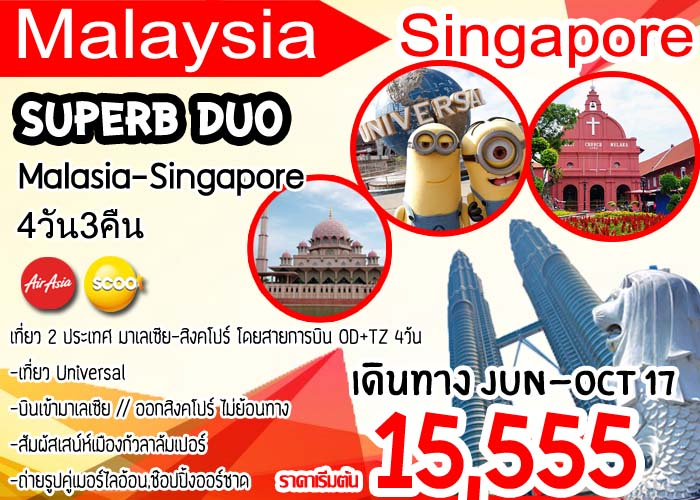 Malaysia
Singapore
SUPERB DUO
Malasia-Singapore
4วัน3คืน
AirAsia
scoot
UNIVERSA
CHRIST CHURCH MELAKA
เที่ยว 2 ประเทศ มาเลเซีย-สิงคโปร์ โดยสายการบิน OD+TZ 4วัน
-เที่ยว Universal
-บินเข้ามาเลเซีย // ออกสิงคโปร์ ไม่ย้อนทาง
-สัมผัสเสน่ห์เมืองกัวลาลัมเปอร์
-ถ่ายรูปคู่เมอร์ไลอ้อน,ช๊อปปิ้งออร์ชาด
เดินทาง JUN-OCT 17
ราคาเริ่มต้น 15,555